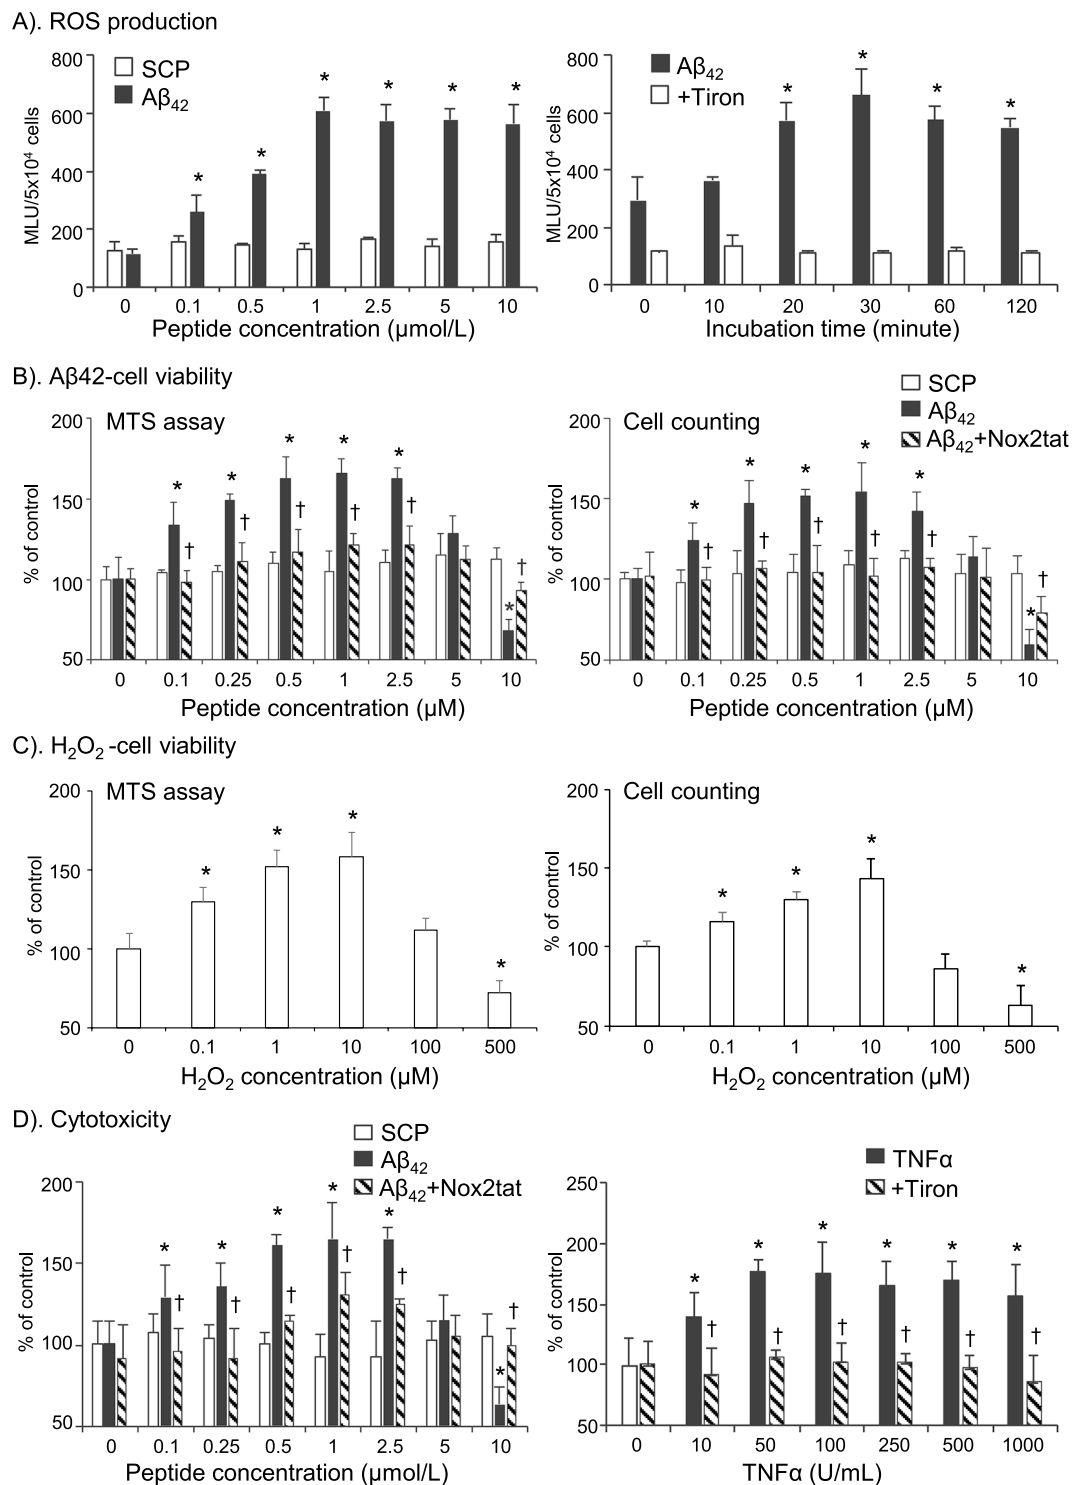 A). ROS production
800
600
400
200
0
MLU/5x10⁴ cells
SCP
Aβ₄₂
*
*
*
*
*
*
0 0.1 0.5 1 2.5 5 10
Peptide concentration (μmol/L)
800
600
400
200
0
MLU/5x10⁴ cells
Aβ₄₂
+Tiron
*
*
*
*
0 10 20 30 60 120
Incubation time (minute)
B). Aβ42-cell viability
MTS assay
200
150
100
50
% of control
* * * * *
† † † † † * †
0 0.1 0.25 0.5 1 2.5 5 10
Peptide concentration (μM)
SCP
Aβ₄₂
Aβ₄₂+Nox2tat
Cell counting
200
150
100
50
% of control
* * * * *
† † † † † * †
0 0.1 0.25 0.5 1 2.5 5 10
Peptide concentration (μM)
C). H₂O₂ -cell viability
MTS assay
200
150
100
50
% of control
* * * *
0 0.1 1 10 100 500
H₂O₂ concentration (μM)
Cell counting
200
150
100
50
% of control
* * * *
0 0.1 1 10 100 500
H₂O₂ concentration (μM)
D). Cytotoxicity
SCP
Aβ₄₂
Aβ₄₂+Nox2tat
200
150
100
50
% of control
* * * * *
† † † † † * †
0 0.1 0.25 0.5 1 2.5 5 10
Peptide concentration (μmol/L)
TNFα
+Tiron
250
200
150
100
50
% of control
* * * * * *
† † † † † †
0 10 50 100 250 500 1000
TNFα (U/mL)